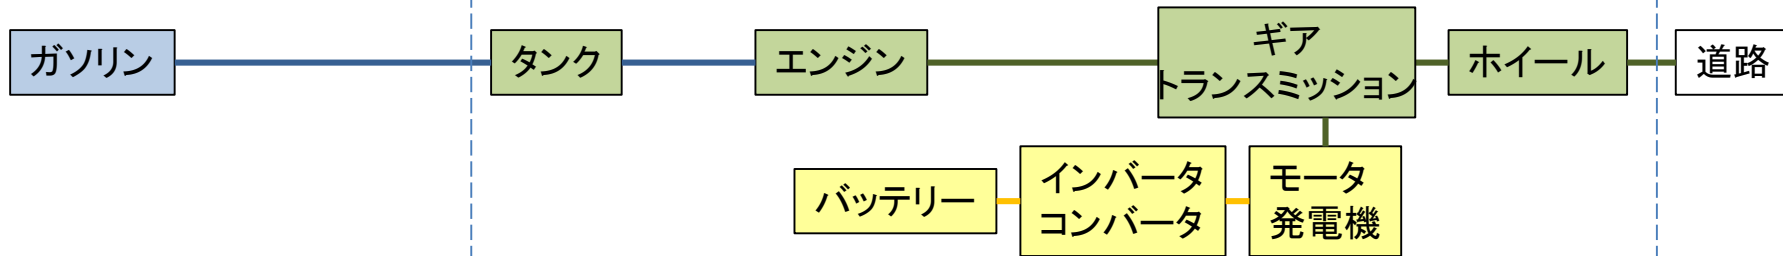 ガソリン
タンク
エンジン
ギア
トランスミッション
ホイール
道路
バッテリー
インバータ
コンバータ
モータ
発電機